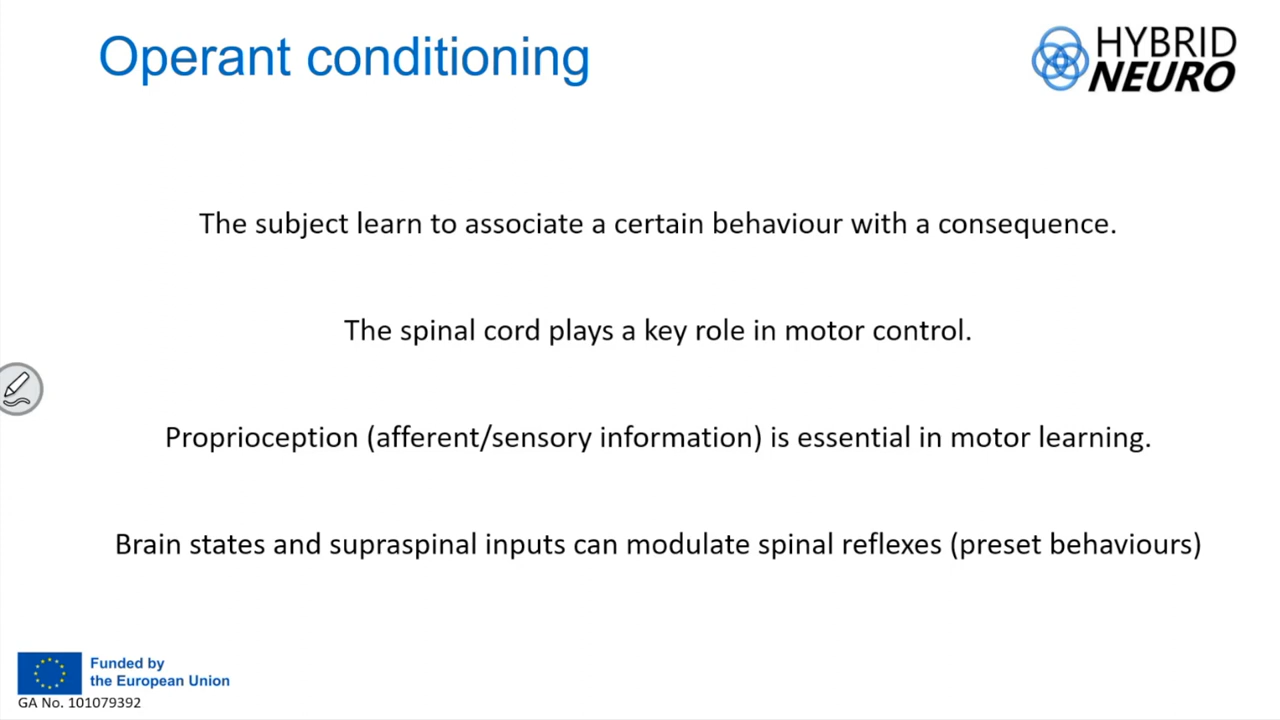 Operant conditioning
HYBRID
NEURO
The subject learn to associate a certain behaviour with a consequence.
The spinal cord plays a key role in motor control.
Proprioception (afferent/sensory information) is essential in motor learning.
Brain states and supraspinal inputs can modulate spinal reflexes (preset behaviours)
Funded by
the European Union
GA No. 101079392